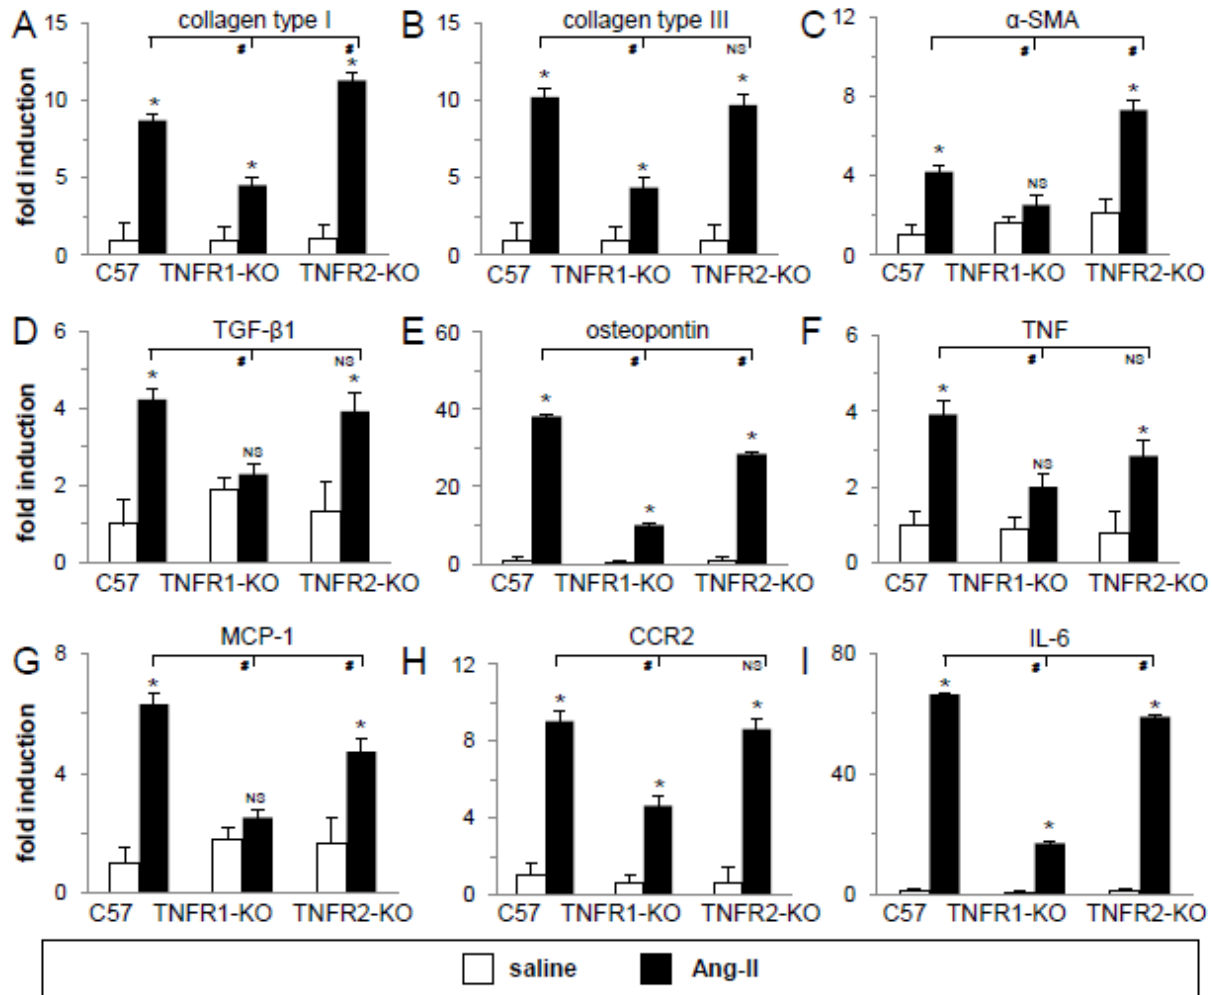 A collagen type I
15
10
5
0
fold induction
* * *
# #
C57 TNFR1-KO TNFR2-KO
B collagen type III
15
10
5
0
* * *
# NS
C57 TNFR1-KO TNFR2-KO
C α-SMA
12
8
4
0
* NS *
# #
C57 TNFR1-KO TNFR2-KO
D TGF-β1
6
4
2
0
fold induction
* NS *
# NS
C57 TNFR1-KO TNFR2-KO
E osteopontin
60
40
20
0
* * *
# #
C57 TNFR1-KO TNFR2-KO
F TNF
6
4
2
0
* NS *
# NS
C57 TNFR1-KO TNFR2-KO
G MCP-1
8
4
0
fold induction
* NS *
# #
C57 TNFR1-KO TNFR2-KO
H CCR2
12
8
4
0
* * *
# NS
C57 TNFR1-KO TNFR2-KO
I IL-6
80
40
0
* * *
# #
C57 TNFR1-KO TNFR2-KO
saline Ang-II